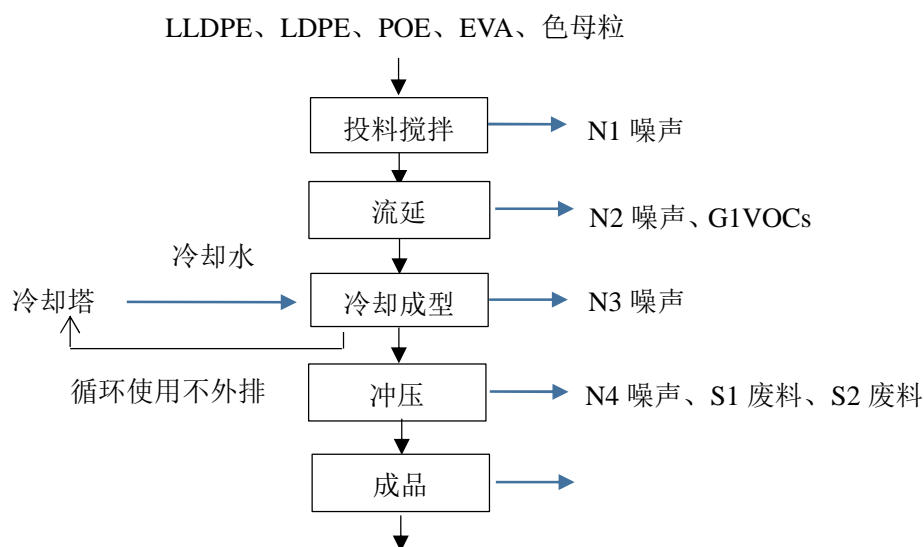 LLDPE、LDPE、POE、EVA、色母粒
投料搅拌
N1 噪声
流延
N2 噪声、G1VOCs
冷却水
冷却塔
冷却成型
N3 噪声
循环使用不外排
冲压
N4 噪声、S1 废料、S2 废料
成品